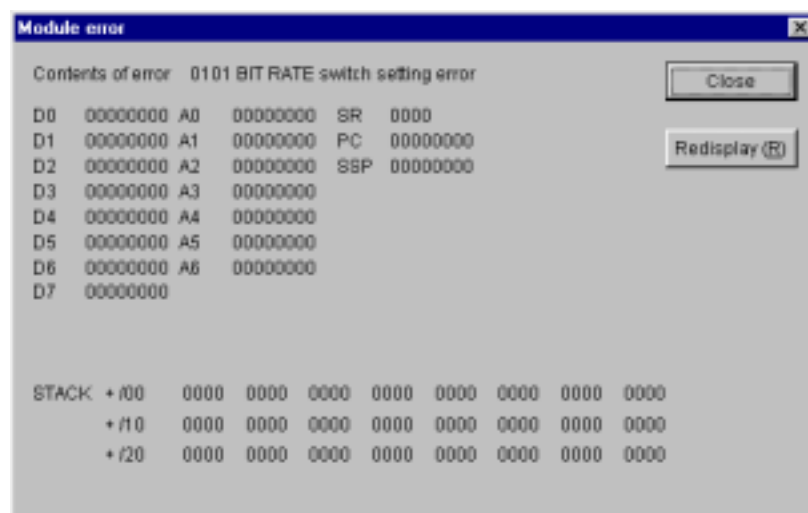 Module error
Contents of error 0101 BIT RATE switch setting error
Close
D0 00000000 A0 00000000 SR 0000
D1 00000000 A1 00000000 PC 00000000
Redisplay (R)
D2 00000000 A2 00000000 SSP 00000000
D3 00000000 A3 00000000
D4 00000000 A4 00000000
D5 00000000 A5 00000000
D6 00000000 A6 00000000
D7 00000000
STACK + /00 0000 0000 0000 0000 0000 0000 0000 0000
+ /10 0000 0000 0000 0000 0000 0000 0000 0000
+ /20 0000 0000 0000 0000 0000 0000 0000 0000